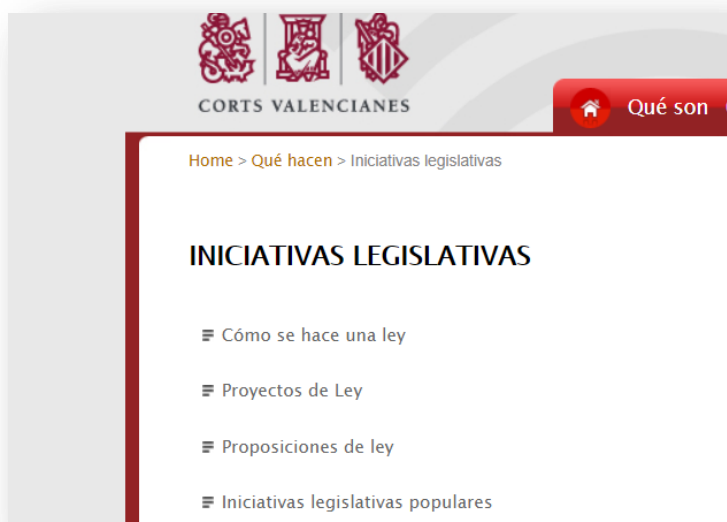 CORTS VALENCIANES
Qué son
Home > Qué hacen > Iniciativas legislativas
INICIATIVAS LEGISLATIVAS
Cómo se hace una ley
Proyectos de Ley
Proposiciones de ley
Iniciativas legislativas populares